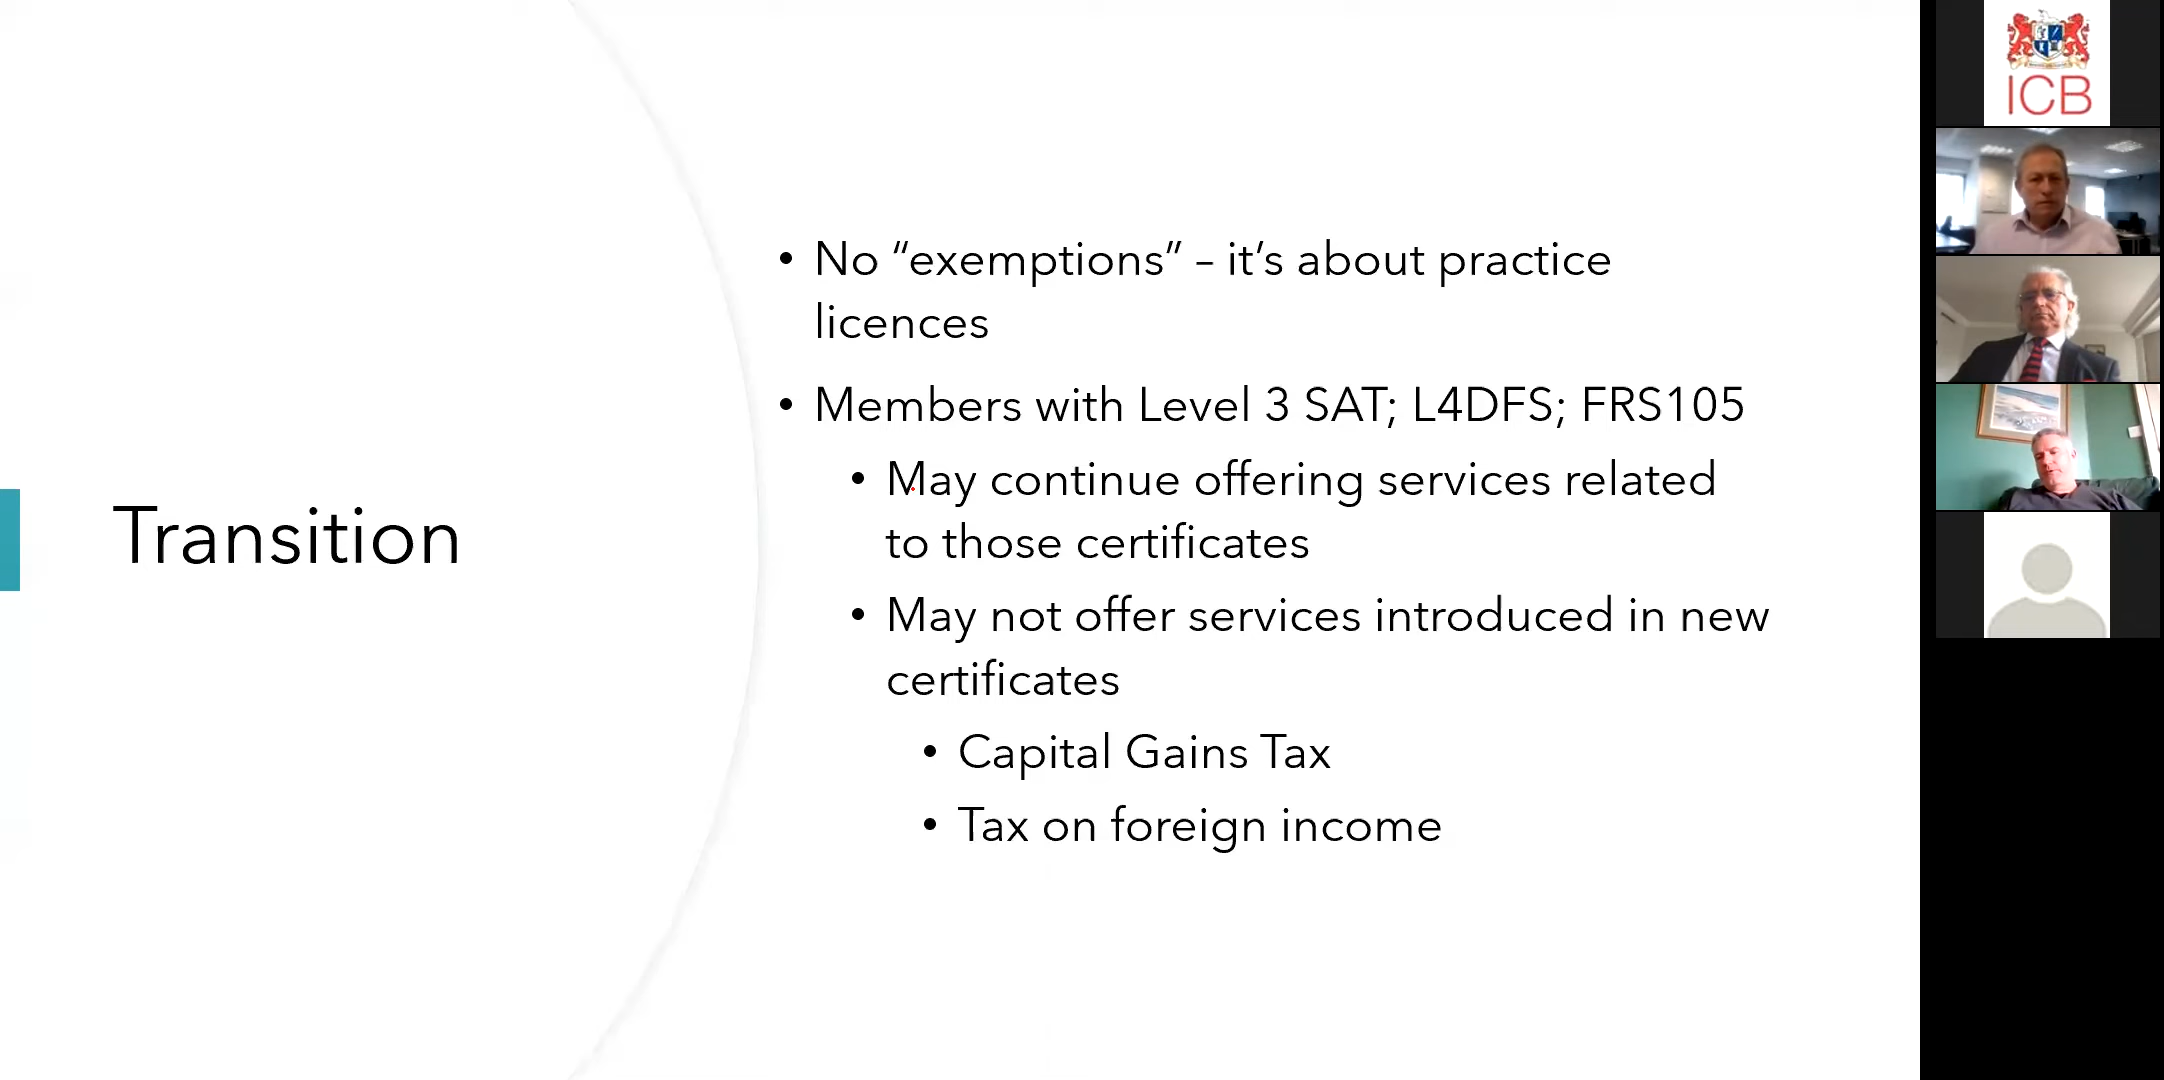 Transition
• No “exemptions” – it’s about practice
licences
• Members with Level 3 SAT; L4DFS; FRS105
• May continue offering services related
to those certificates
• May not offer services introduced in new
certificates
• Capital Gains Tax
• Tax on foreign income
ICB